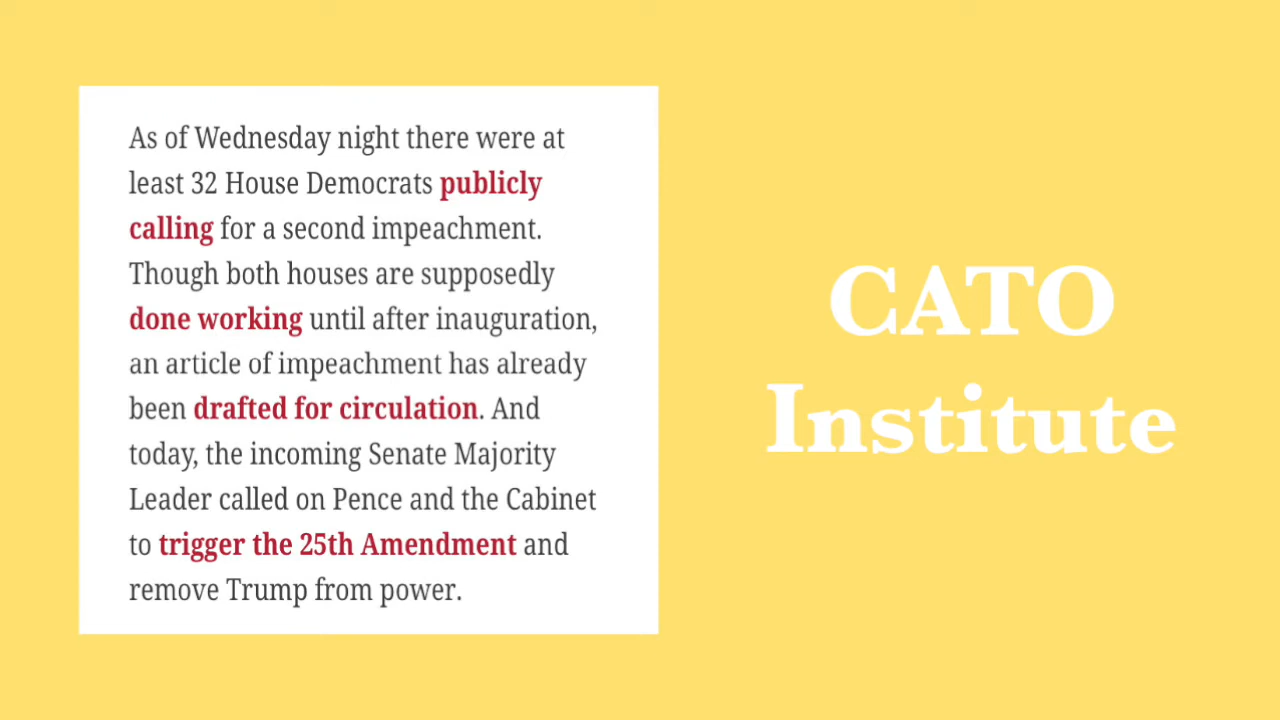 As of Wednesday night there were at
least 32 House Democrats publicly
calling for a second impeachment.
Though both houses are supposedly
done working until after inauguration,
an article of impeachment has already
been drafted for circulation. And
today, the incoming Senate Majority
Leader called on Pence and the Cabinet
to trigger the 25th Amendment and
remove Trump from power.
CATO
Institute